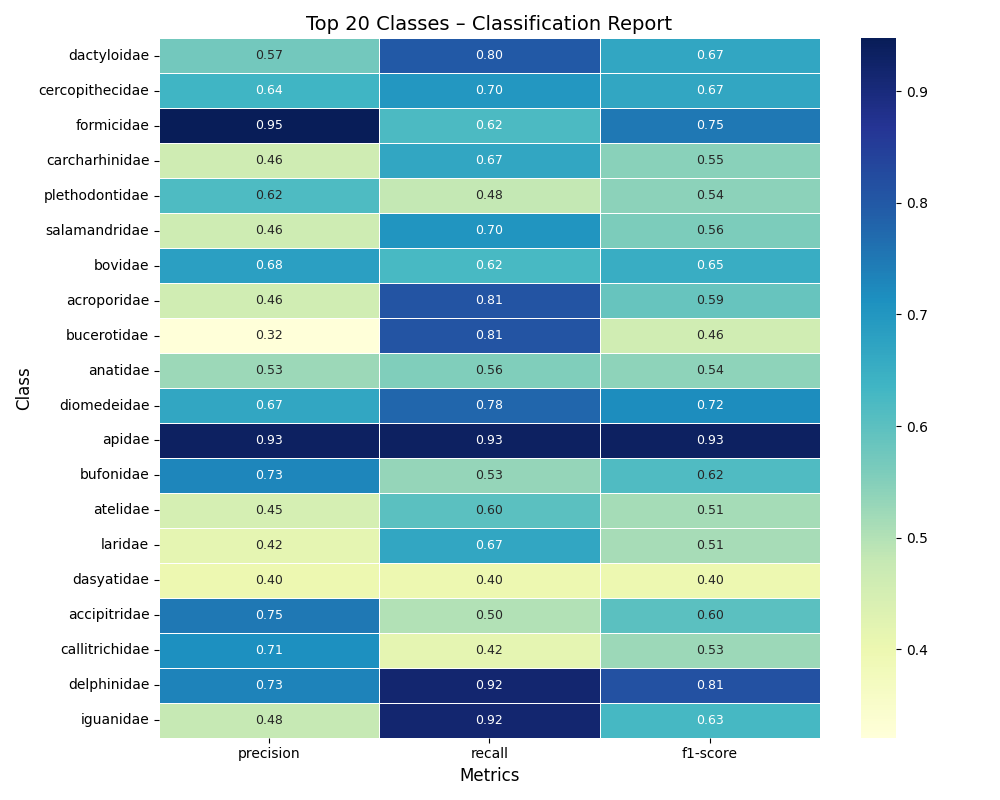 Top 20 Classes – Classification Report
dactyloidae 0.57 0.80 0.67
cercopithecidae 0.64 0.70 0.67
formicidae 0.95 0.62 0.75
carcharhinidae 0.46 0.67 0.55
plethodontidae 0.62 0.48 0.54
salamandridae 0.46 0.70 0.56
bovidae 0.68 0.62 0.65
acroporidae 0.46 0.81 0.59
bucerotidae 0.32 0.81 0.46
anatidae 0.53 0.56 0.54
diomedeidae 0.67 0.78 0.72
apidae 0.93 0.93 0.93
bufonidae 0.73 0.53 0.62
atelidae 0.45 0.60 0.51
laridae 0.42 0.67 0.51
dasyatidae 0.40 0.40 0.40
accipitridae 0.75 0.50 0.60
callitrichidae 0.71 0.42 0.53
delphinidae 0.73 0.92 0.81
iguanidae 0.48 0.92 0.63
precision recall f1-score
Metrics
Class
0.9
0.8
0.7
0.6
0.5
0.4